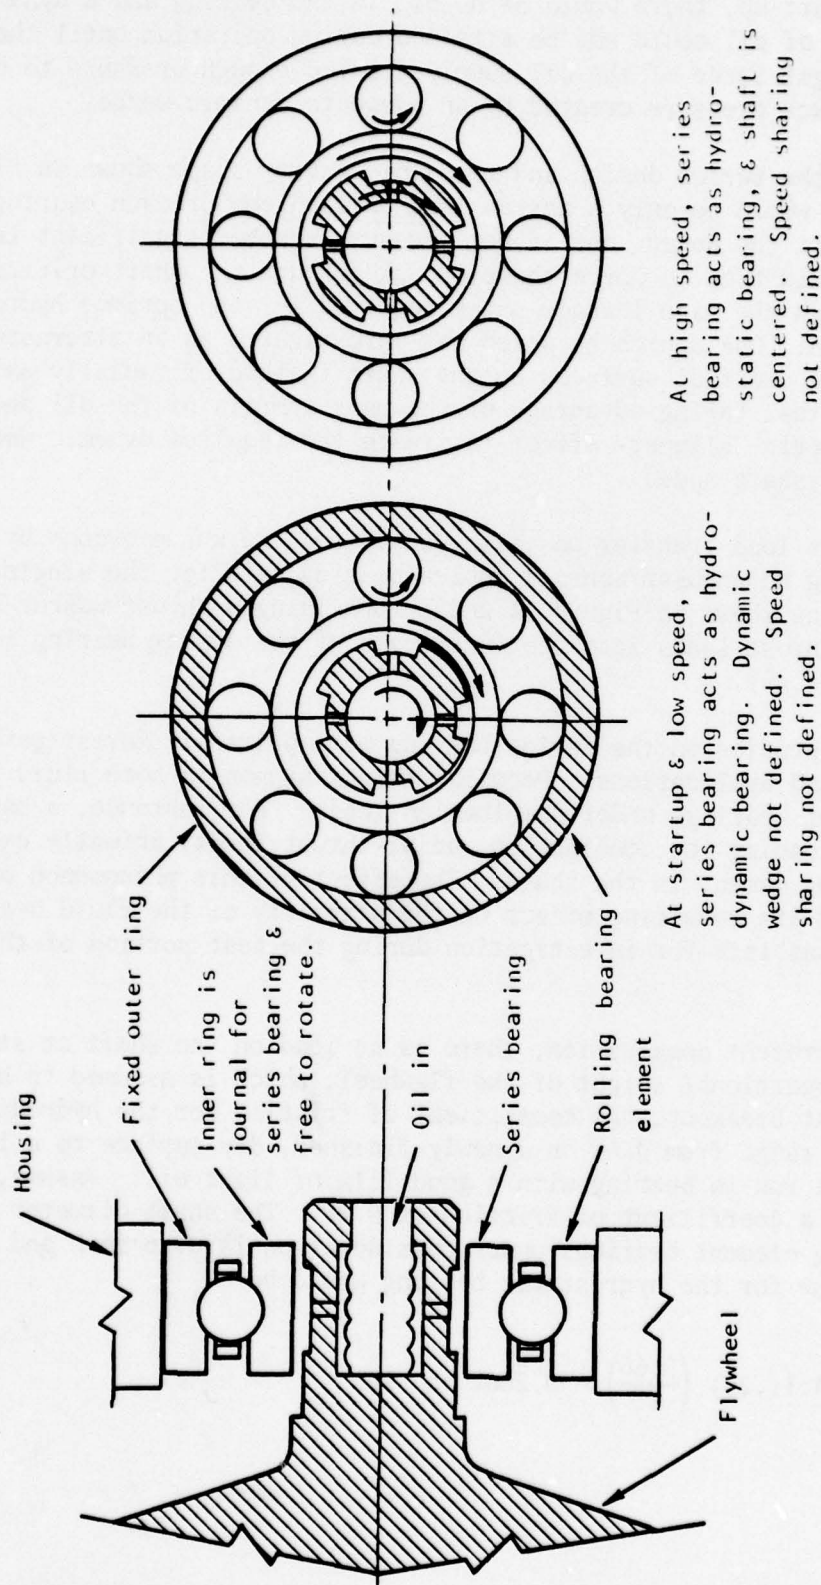 Housing
Fixed outer ring
Inner ring is
journal for
series bearing &
free to rotate.
Oil in
Series bearing
Rolling bearing
element
Flywheel
At startup & low speed,
series bearing acts as hydro-
dynamic bearing. Dynamic
wedge not defined. Speed
sharing not defined.
At high speed, series
bearing acts as hydro-
static bearing, & shaft is
centered. Speed sharing
not defined.